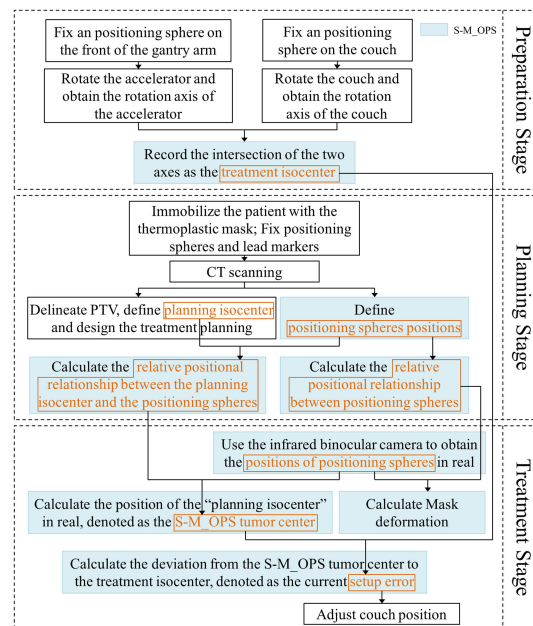 Fix an positioning sphere on
the front of the gantry arm
Fix an positioning
sphere on the couch
S-M_OPS
Rotate the accelerator and
obtain the rotation axis of
the accelerator
Rotate the couch and
obtain the rotation
axis of the couch
Record the intersection of the two
axes as the treatment isocenter
Preparation Stage
Immobilize the patient with the
thermoplastic mask; Fix positioning
spheres and lead markers
CT scanning
Delineate PTV, define planning isocenter
and design the treatment planning
Define
positioning spheres positions
Calculate the relative positional
relationship between the planning
isocenter and the positioning spheres
Calculate the relative
positional relationship
between positioning spheres
Planning Stage
Use the infrared binocular camera to obtain
the positions of positioning spheres in real
Calculate the position of the “planning isocenter”
in real, denoted as the S-M_OPS tumor center
Calculate Mask
deformation
Calculate the deviation from the S-M_OPS tumor center to
the treatment isocenter, denoted as the current setup error
Adjust couch position
Treatment Stage